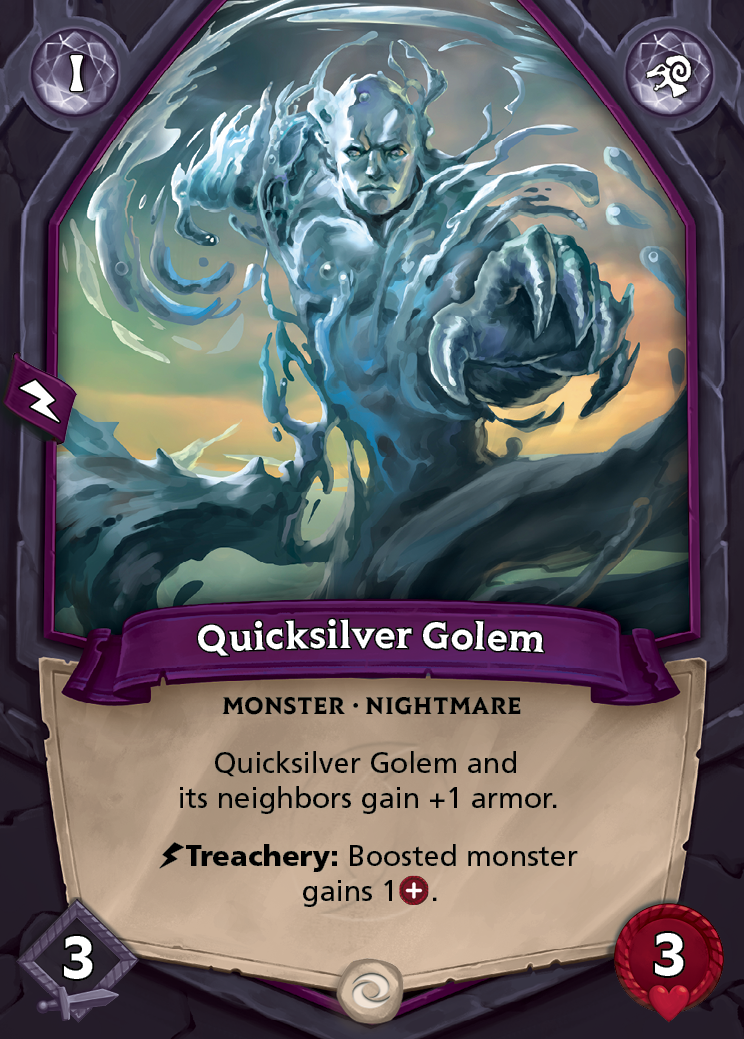 I
Quicksilver Golem
MONSTER · NIGHTMARE
Quicksilver Golem and
its neighbors gain +1 armor.
Treachery: Boosted monster
gains 1.
3
3